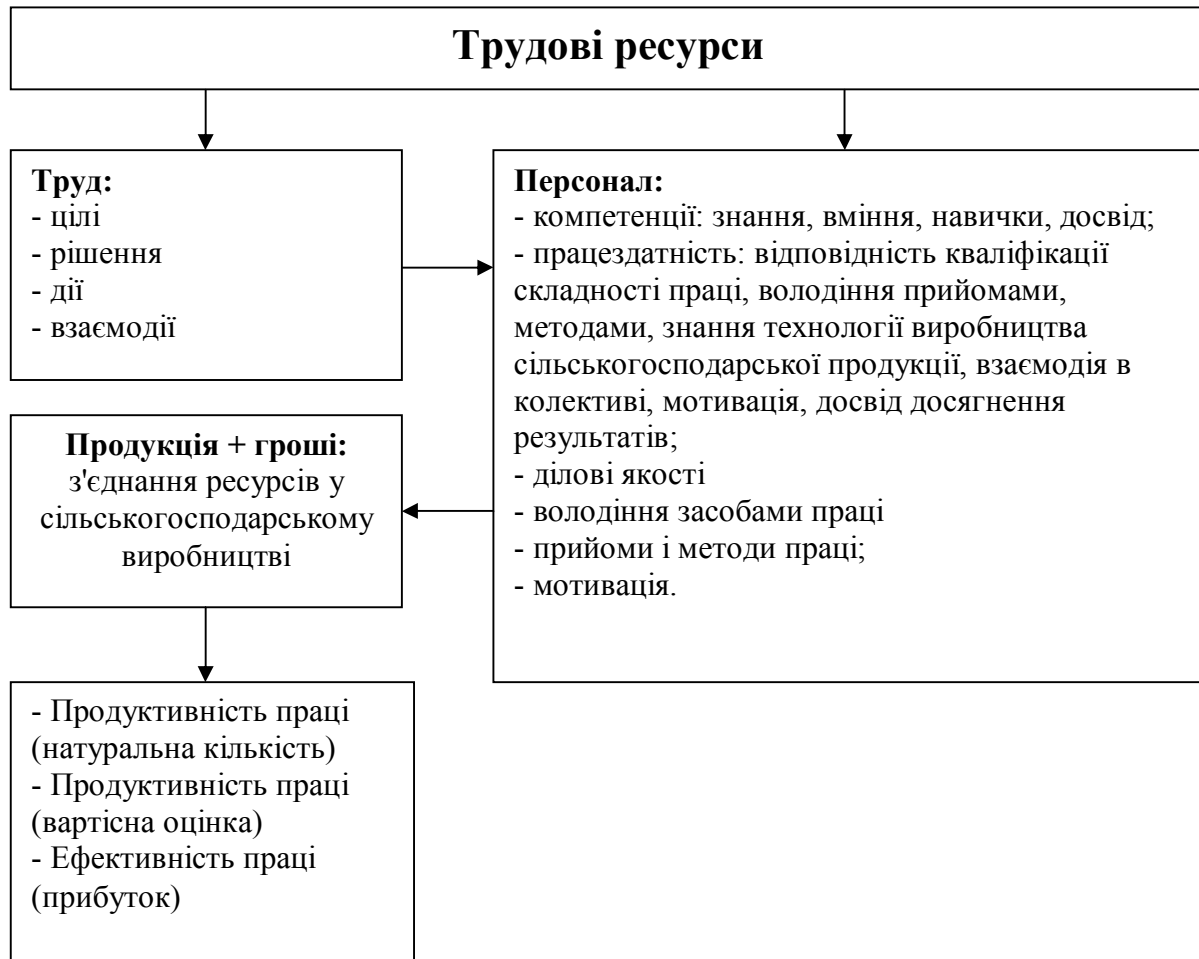 Трудові ресурси
Труд:
- цілі
- рішення
- дії
- взаємодії
Персонал:
- компетенції: знання, вміння, навички, досвід;
- працездатність: відповідність кваліфікації
складності праці, володіння прийомами,
методами, знання технології виробництва
сільськогосподарської продукції, взаємодія в
колективі, мотивація, досвід досягнення
результатів;
- ділові якості
- володіння засобами праці
- прийоми і методи праці;
- мотивація.
Продукція + гроші:
з'єднання ресурсів у
сільськогосподарському
виробництві
- Продуктивність праці
(натуральна кількість)
- Продуктивність праці
(вартісна оцінка)
- Ефективність праці
(прибуток)